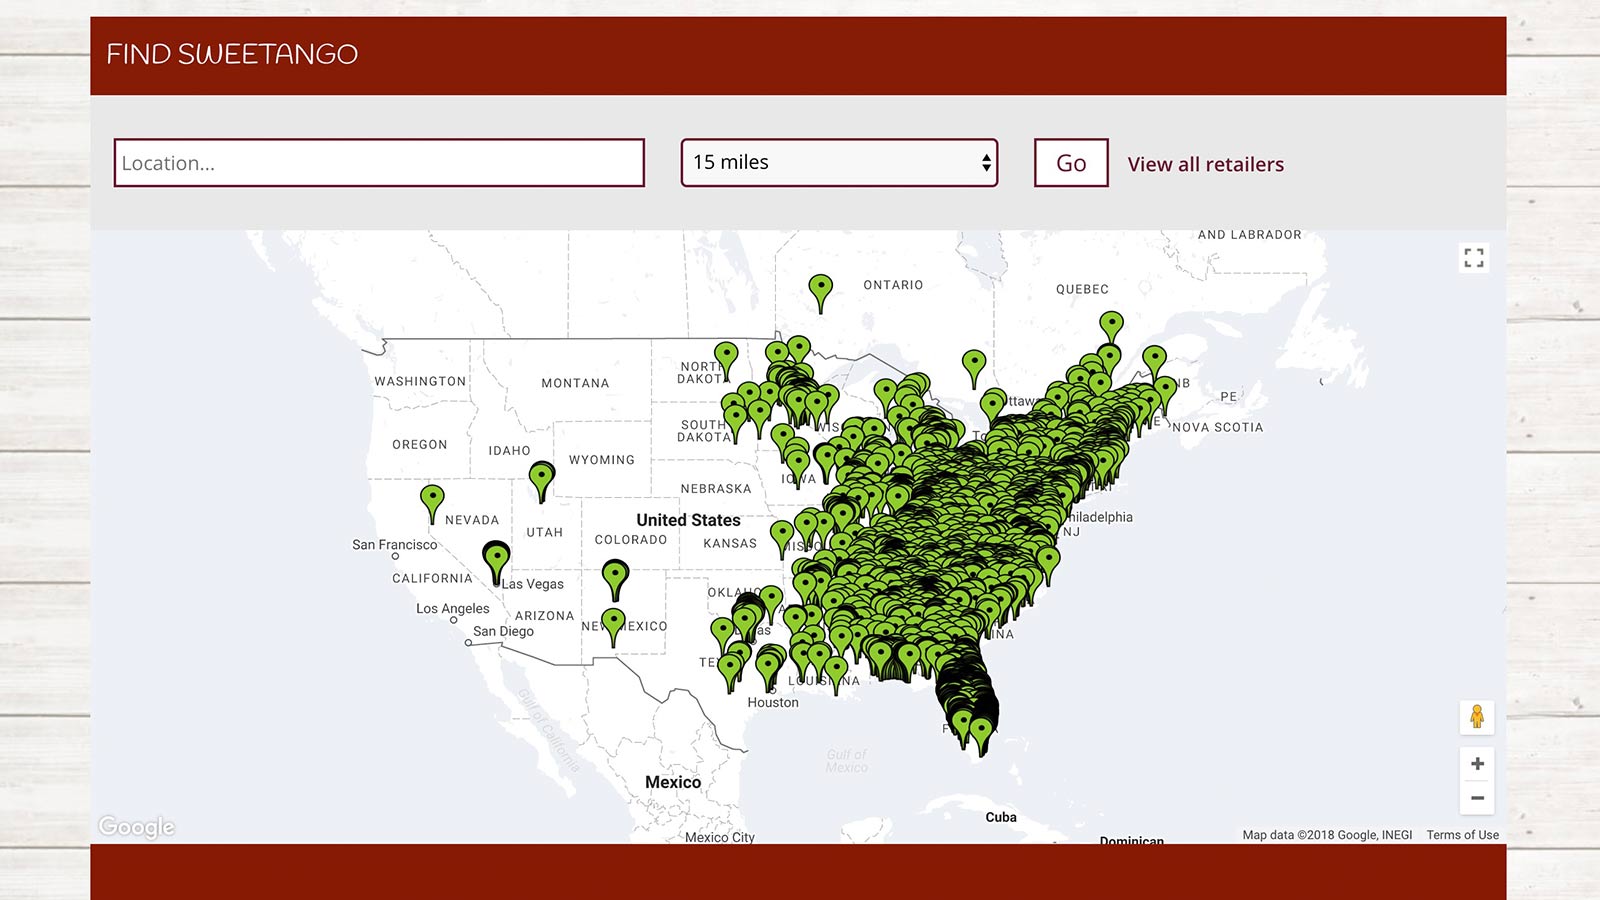 FIND SWEETANGO
Location...
15 miles
Go
View all retailers
AND LABRADOR
ONTARIO
QUEBEC
WASHINGTON
MONTANA
NORTH
DAKOTA
NB
PE
Ottawa
NOVA SCOTIA
OREGON
IDAHO
SOUTH
DAKOTA
WYOMING
IOWA
NEBRASKA
NEVADA
United States
Philadelphia
NJ
UTAH
COLORADO
KANSAS
San Francisco
CALIFORNIA
Las Vegas
Los Angeles
ARIZONA
NEW MEXICO
San Diego
LOUISIANA
Houston
Gulf of California
Gulf of
Mexico
Mexico
Cuba
Mexico City
Dominican
Google
Map data ©2018 Google, INEGI
Terms of Use